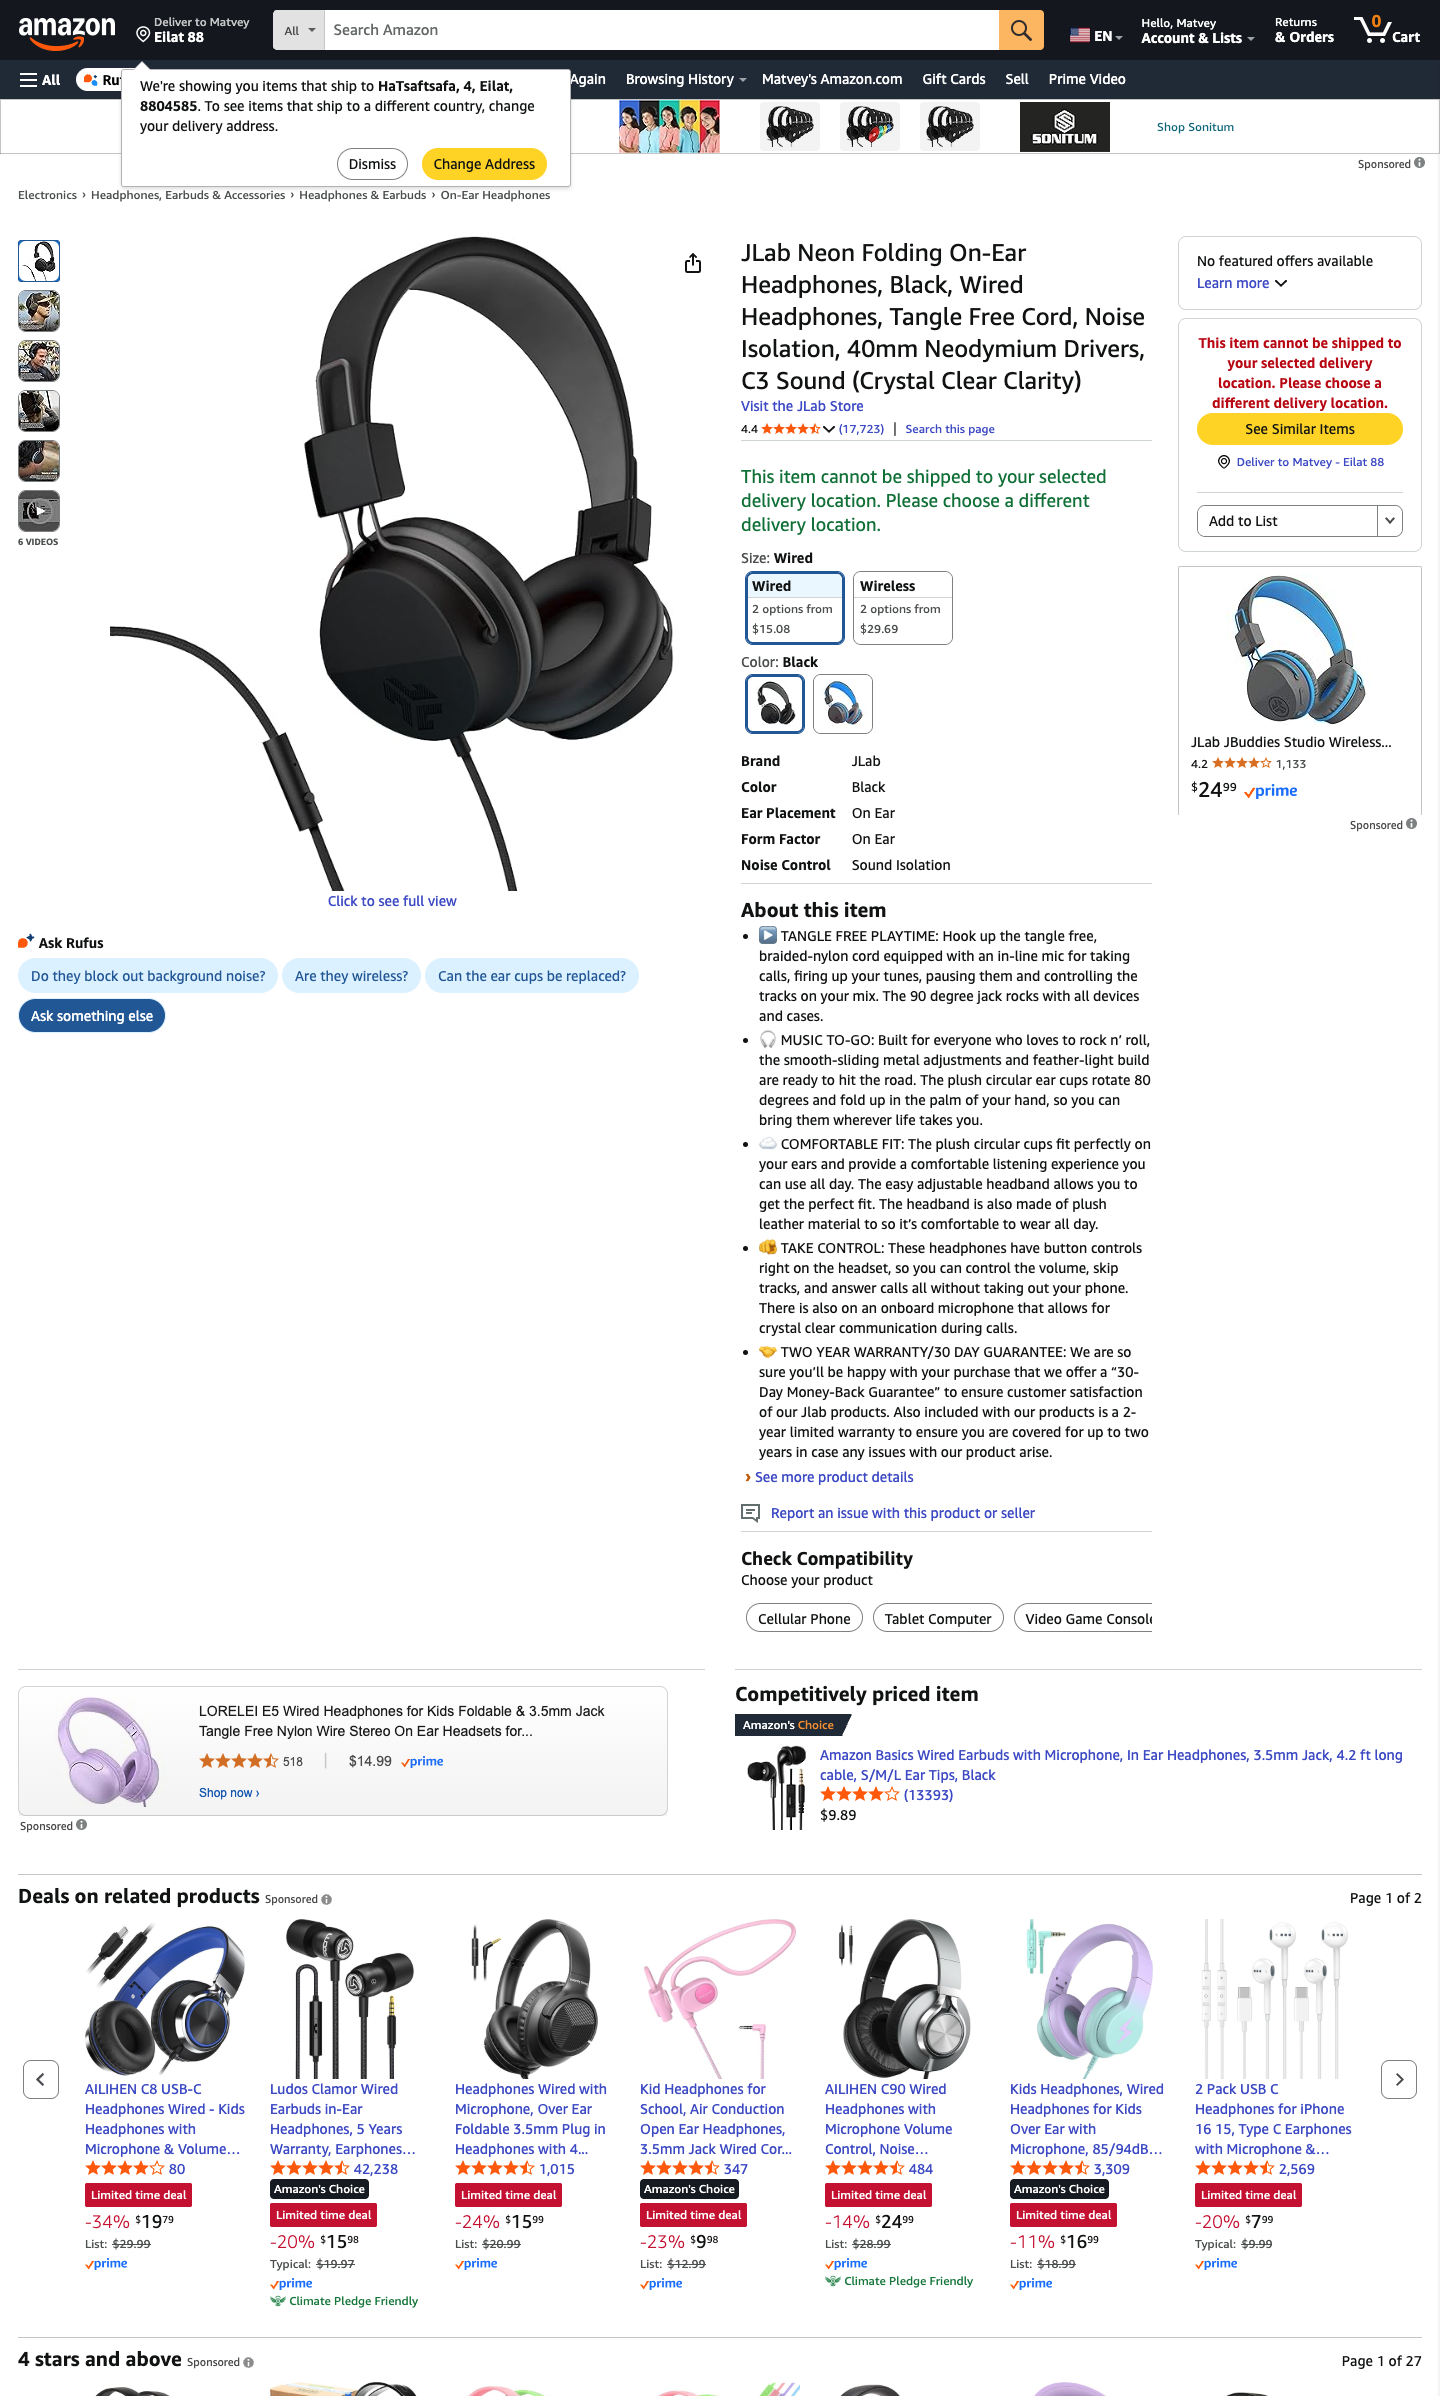 amazon
Deliver to Matvey
Eilat 88
All
Search Amazon
EN
Hello, Matvey
Account & Lists
Returns
& Orders
0
Cart
All
Ru
Again
Browsing History
Matvey's Amazon.com
Gift Cards
Sell
Prime Video
We're showing you items that ship to HaTsaftsafa, 4, Eilat,
8804585. To see items that ship to a different country, change
your delivery address.
Dismiss
Change Address
SONITUM
Shop Sonitum
Sponsored
Electronics › Headphones, Earbuds & Accessories › Headphones & Earbuds › On-Ear Headphones
6 VIDEOS
Click to see full view
Ask Rufus
Do they block out background noise?
Are they wireless?
Can the ear cups be replaced?
Ask something else
JLab Neon Folding On-Ear
Headphones, Black, Wired
Headphones, Tangle Free Cord, Noise
Isolation, 40mm Neodymium Drivers,
C3 Sound (Crystal Clear Clarity)
Visit the JLab Store
4.4 (17,723) | Search this page
This item cannot be shipped to your selected
delivery location. Please choose a different
delivery location.
Size: Wired
Wired
2 options from
$15.08
Wireless
2 options from
$29.69
Color: Black
Brand JLab
Color Black
Ear Placement On Ear
Form Factor On Ear
Noise Control Sound Isolation
About this item
• ▶️ TANGLE FREE PLAYTIME: Hook up the tangle free,
braided-nylon cord equipped with an in-line mic for taking
calls, firing up your tunes, pausing them and controlling the
tracks on your mix. The 90 degree jack rocks with all devices
and cases.
• 🎧 MUSIC TO-GO: Built for everyone who loves to rock n’ roll,
the smooth-sliding metal adjustments and feather-light build
are ready to hit the road. The plush circular ear cups rotate 80
degrees and fold up in the palm of your hand, so you can
bring them wherever life takes you.
• ☁️ COMFORTABLE FIT: The plush circular cups fit perfectly on
your ears and provide a comfortable listening experience you
can use all day. The easy adjustable headband allows you to
get the perfect fit. The headband is also made of plush
leather material to so it’s comfortable to wear all day.
• TAKE CONTROL: These headphones have button controls
right on the headset, so you can control the volume, skip
tracks, and answer calls all without taking out your phone.
There is also on an onboard microphone that allows for
crystal clear communication during calls.
• TWO YEAR WARRANTY/30 DAY GUARANTEE: We are so
sure you’ll be happy with your purchase that we offer a “30-
Day Money-Back Guarantee” to ensure customer satisfaction
of our Jlab products. Also included with our products is a 2-
year limited warranty to ensure you are covered for up to two
years in case any issues with our product arise.
› See more product details
Report an issue with this product or seller
Check Compatibility
Choose your product
Cellular Phone
Tablet Computer
Video Game Console
No featured offers available
Learn more
This item cannot be shipped to
your selected delivery
location. Please choose a
different delivery location.
See Similar Items
Deliver to Matvey - Eilat 88
Add to List
JLab JBuddies Studio Wireless...
4.2 1,133
$24.99 prime
Sponsored
LORELEI E5 Wired Headphones for Kids Foldable & 3.5mm Jack
Tangle Free Nylon Wire Stereo On Ear Headsets for...
518 | $14.99 prime
Shop now ›
Sponsored
Competitively priced item
Amazon's Choice
Amazon Basics Wired Earbuds with Microphone, In Ear Headphones, 3.5mm Jack, 4.2 ft long
cable, S/M/L Ear Tips, Black
(13393)
$9.89
Deals on related products Sponsored
Page 1 of 2
AILIHEN C8 USB-C
Headphones Wired - Kids
Headphones with
Microphone & Volume...
80
Limited time deal
-34% $19.79
List: $29.99
prime
Ludos Clamor Wired
Earbuds in-Ear
Headphones, 5 Years
Warranty, Earphones...
42,238
Amazon's Choice
Limited time deal
-20% $15.98
Typical: $19.97
prime
Climate Pledge Friendly
Headphones Wired with
Microphone, Over Ear
Foldable 3.5mm Plug in
Headphones with 4...
1,015
Limited time deal
-24% $15.99
List: $20.99
prime
Kid Headphones for
School, Air Conduction
Open Ear Headphones,
3.5mm Jack Wired Cor...
347
Amazon's Choice
Limited time deal
-23% $9.98
List: $12.99
prime
AILIHEN C90 Wired
Headphones with
Microphone Volume
Control, Noise...
484
Limited time deal
-14% $24.99
List: $28.99
prime
Climate Pledge Friendly
Kids Headphones, Wired
Headphones for Kids
Over Ear with
Microphone, 85/94dB...
3,309
Amazon's Choice
Limited time deal
-11% $16.99
List: $18.99
prime
2 Pack USB C
Headphones for iPhone
16 15, Type C Earphones
with Microphone &...
2,569
Limited time deal
-20% $7.99
Typical: $9.99
prime
4 stars and above Sponsored
Page 1 of 27